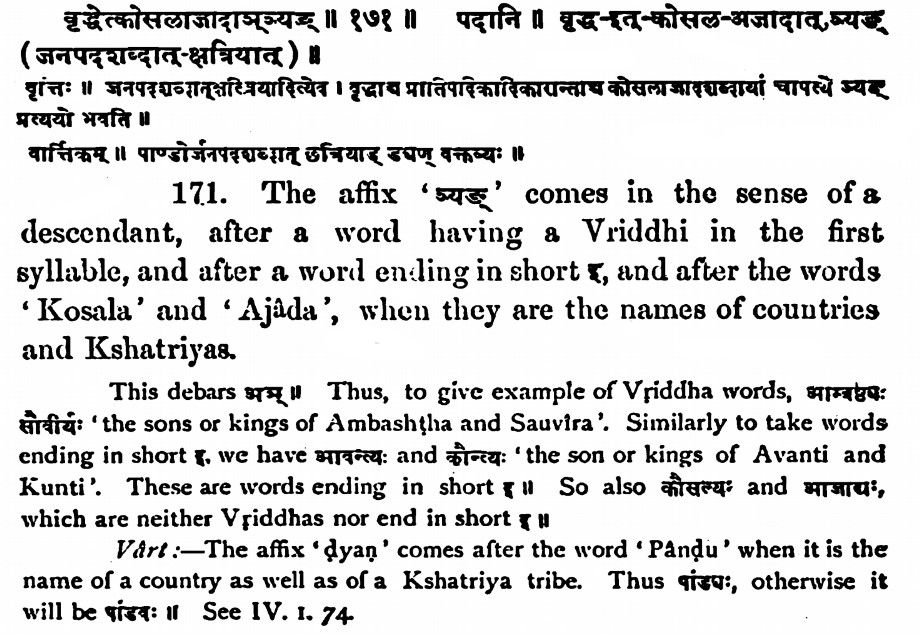 वृद्धेत्कोसलाजादाञ्ञ्यङ् ॥ १७१ ॥ पदानि ॥ वृद्ध-इत्-कोसल-अजादात्, ञ्यङ्
(जनपदशब्दात्-क्षत्रियात्) ॥
वृत्तिः ॥ जनपदशब्दात्क्षत्रियादित्येव । वृद्धाच्च प्रातिपदिकादिकारान्ताच्च कोसलाजादशब्दाभ्यां चापत्ये ञ्यङ्
प्रत्ययो भवति ॥
वार्त्तिकम् ॥ पाण्डोर्जनपदशब्दात् क्षत्रियाड् ड्यण् वक्तव्यः ॥
171. The affix ‘ञ्यङ्’ comes in the sense of a
descendant, after a word having a Vriddhi in the first
syllable, and after a word ending in short इ, and after the words
‘Kosala’ and ‘Ajâda’, when they are the names of countries
and Kshatriyas.
This debars अञ् ॥ Thus, to give example of Vṛiddha words, आम्बष्ठ्यः
सौवीर्यः ‘the sons or kings of Ambashṭha and Sauvîra’. Similarly to take words
ending in short इ, we have आवन्त्यः and कौन्त्यः ‘the son or kings of Avanti and
Kunti’. These are words ending in short इ ॥ So also कौसल्यः and आजाद्यः,
which are neither Vṛiddhas nor end in short इ ॥
Vârt:—The affix ‘ḍyaṇ’ comes after the word ‘Pâṇḍu’ when it is the
name of a country as well as of a Kshatriya tribe. Thus पांड्यः, otherwise it
will be पांडवः ॥ See IV. 1. 74.